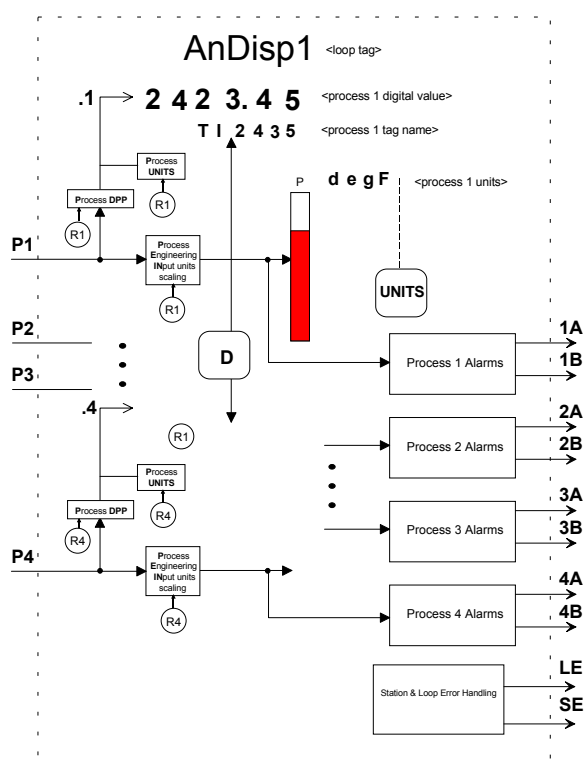 AnDisp1 <loop tag>
.1 2 4 2 3. 4 5 <process 1 digital value>
T I 2 4 3 5 <process 1 tag name>
Process
UNITS
P d e g F <process 1 units>
Process DPP
R1
R1
P1
Process
Engineering
INput units
scaling
R1
UNITS
P2
1A
D
Process 1 Alarms
1B
P3
.4
R1
2A
Process 2 Alarms
2B
Process
UNITS
R4
Process DPP
R4
3A
Process 3 Alarms
3B
P4
Process
Engineering
INput units
scaling
R4
4A
Process 4 Alarms
4B
LE
Station & Loop Error Handling
SE